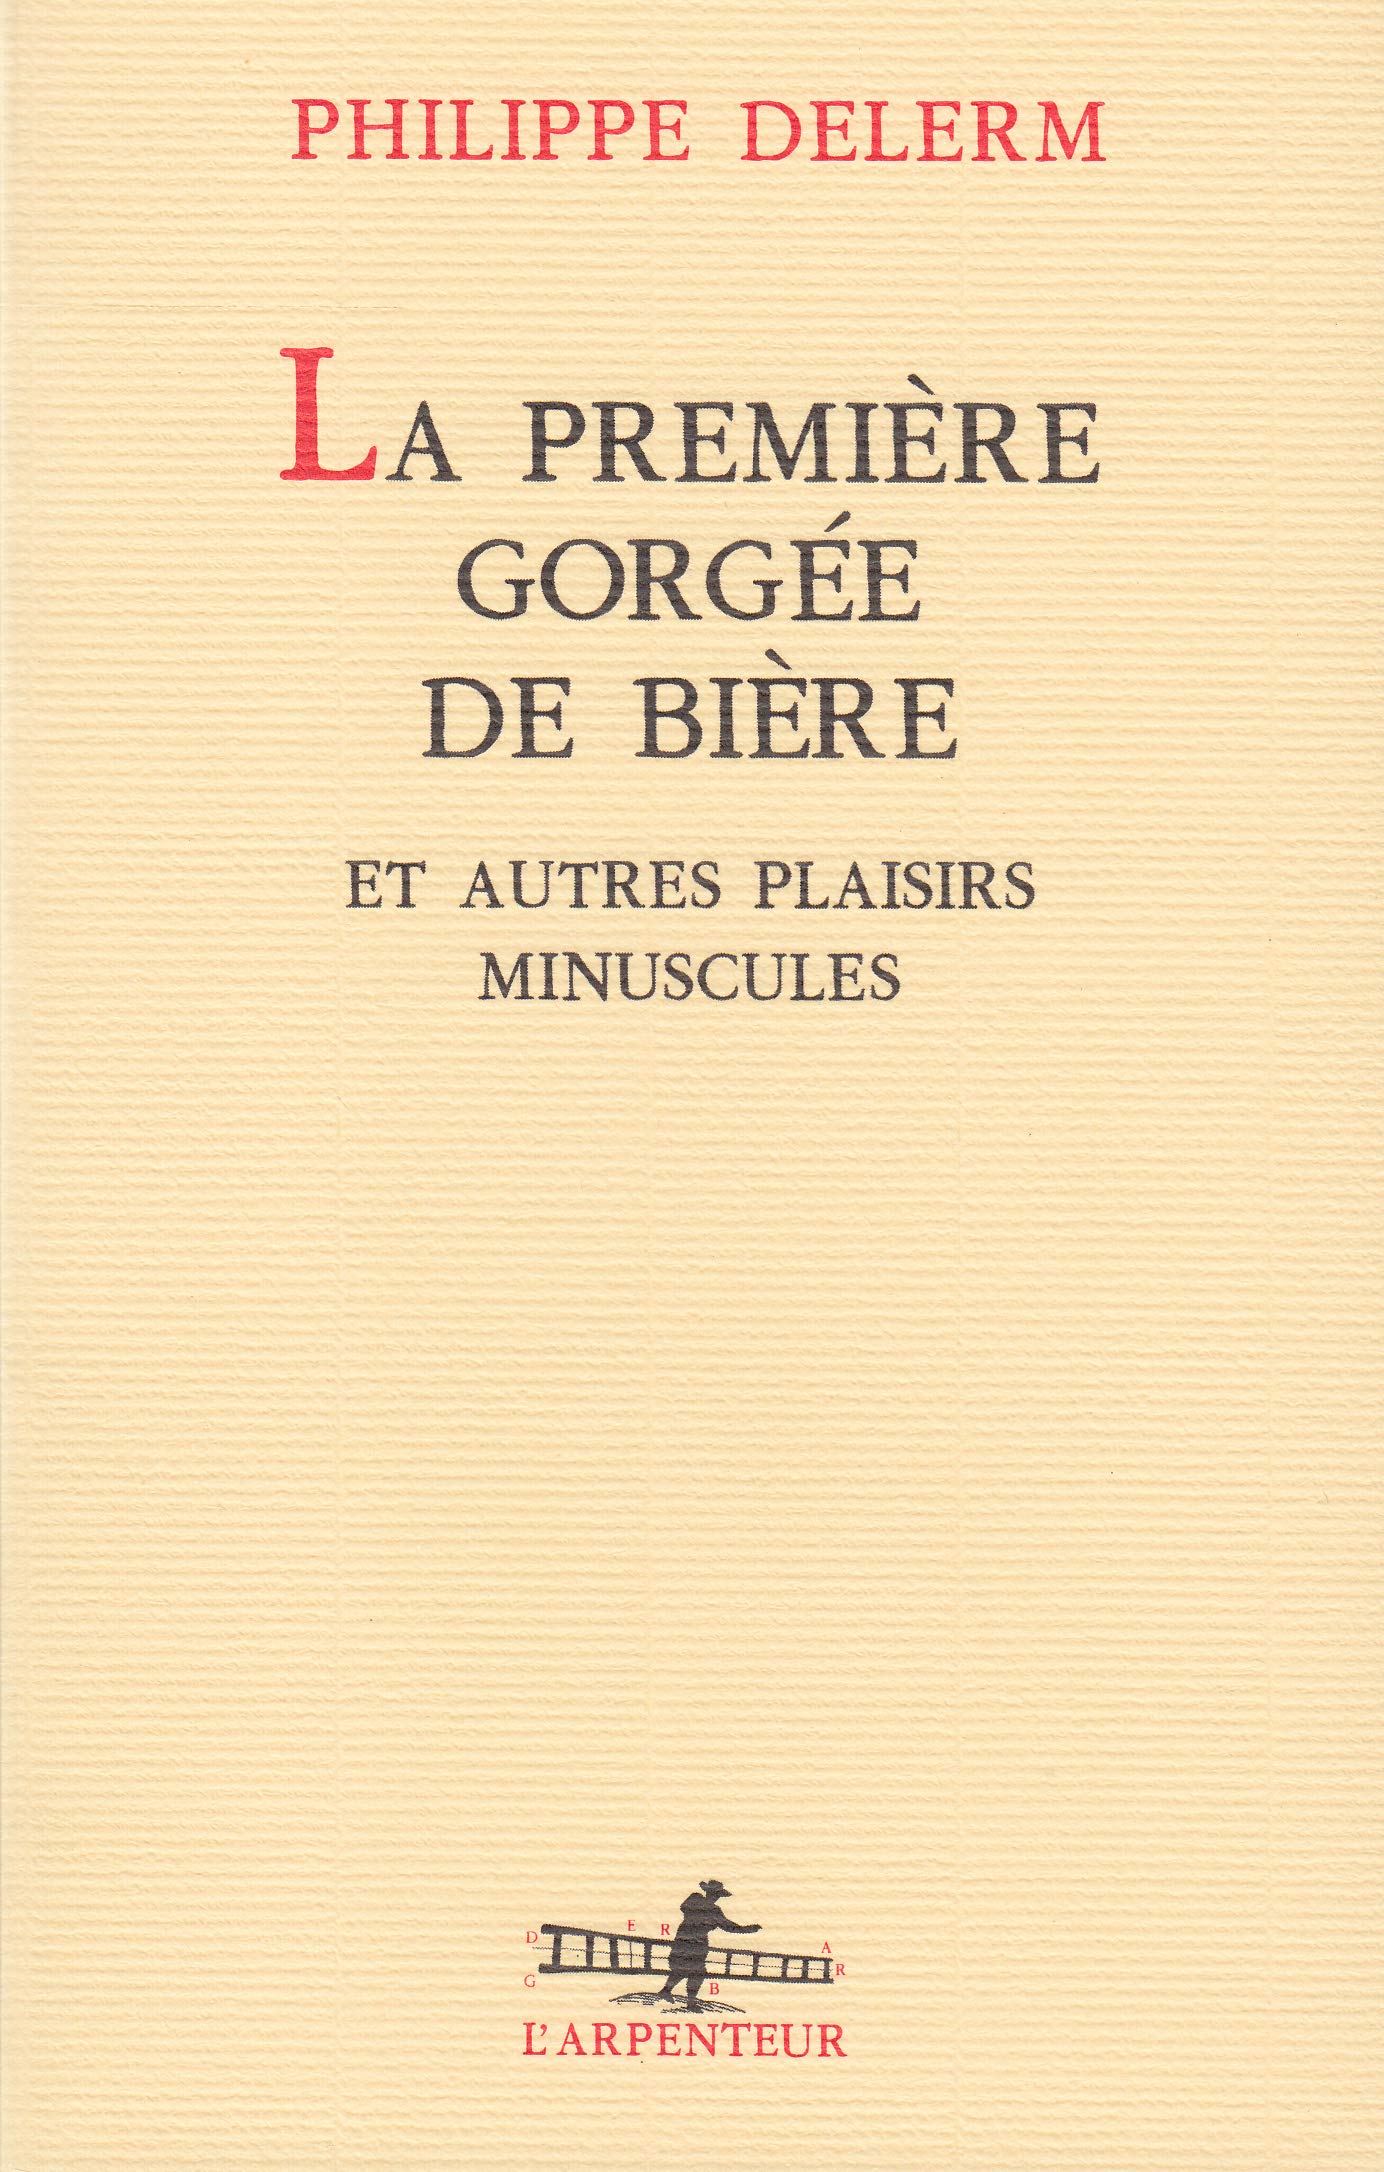 PHILIPPE DELERM
LA PREMIÈRE
GORGÉE
DE BIÈRE
ET AUTRES PLAISIRS
MINUSCULES
D E R A
G B R
L'ARPENTEUR